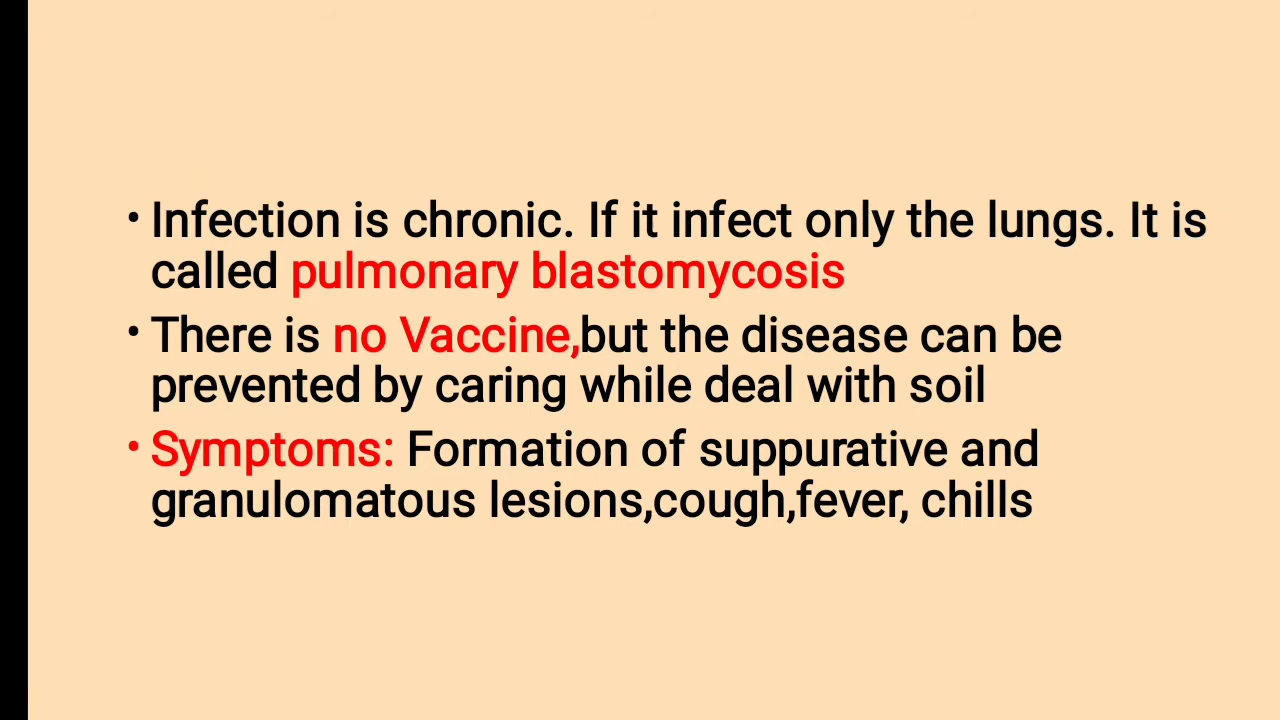 • Infection is chronic. If it infect only the lungs. It is
called pulmonary blastomycosis
• There is no Vaccine,but the disease can be
prevented by caring while deal with soil
• Symptoms: Formation of suppurative and
granulomatous lesions,cough,fever, chills